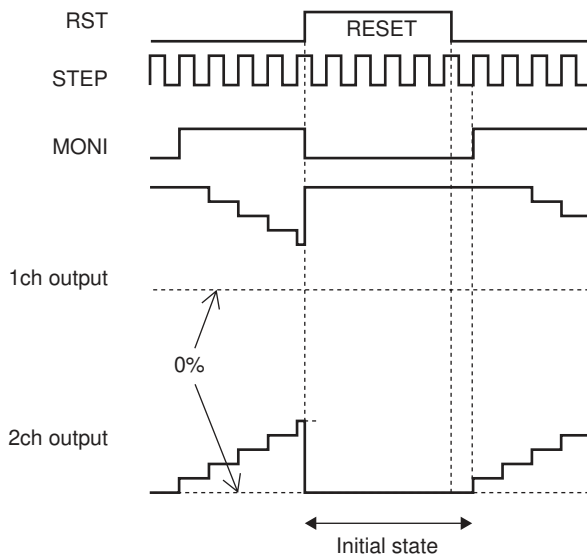 RST
RESET
STEP
MONI
1ch output
0%
2ch output
Initial state